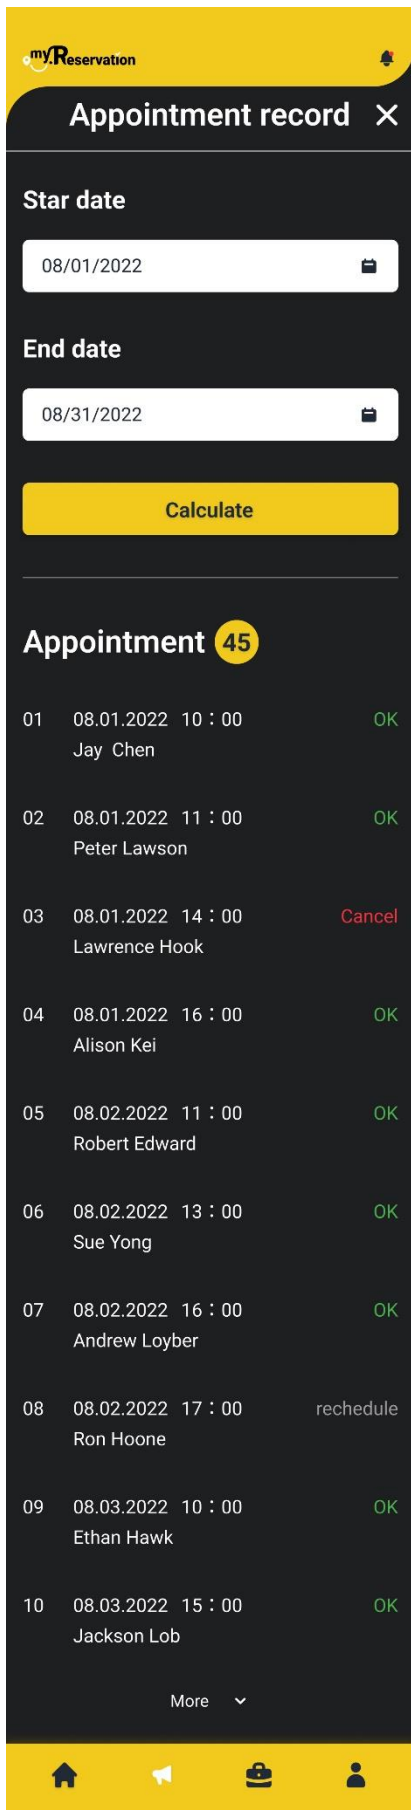 my.Reservation
Appointment record
Star date
08/01/2022
End date
08/31/2022
Calculate
Appointment 45
01 08.01.2022 10：00 OK
Jay Chen
02 08.01.2022 11：00 OK
Peter Lawson
03 08.01.2022 14：00 Cancel
Lawrence Hook
04 08.01.2022 16：00 OK
Alison Kei
05 08.02.2022 11：00 OK
Robert Edward
06 08.02.2022 13：00 OK
Sue Yong
07 08.02.2022 16：00 OK
Andrew Loyber
08 08.02.2022 17：00 rechedule
Ron Hoone
09 08.03.2022 10：00 OK
Ethan Hawk
10 08.03.2022 15：00 OK
Jackson Lob
More